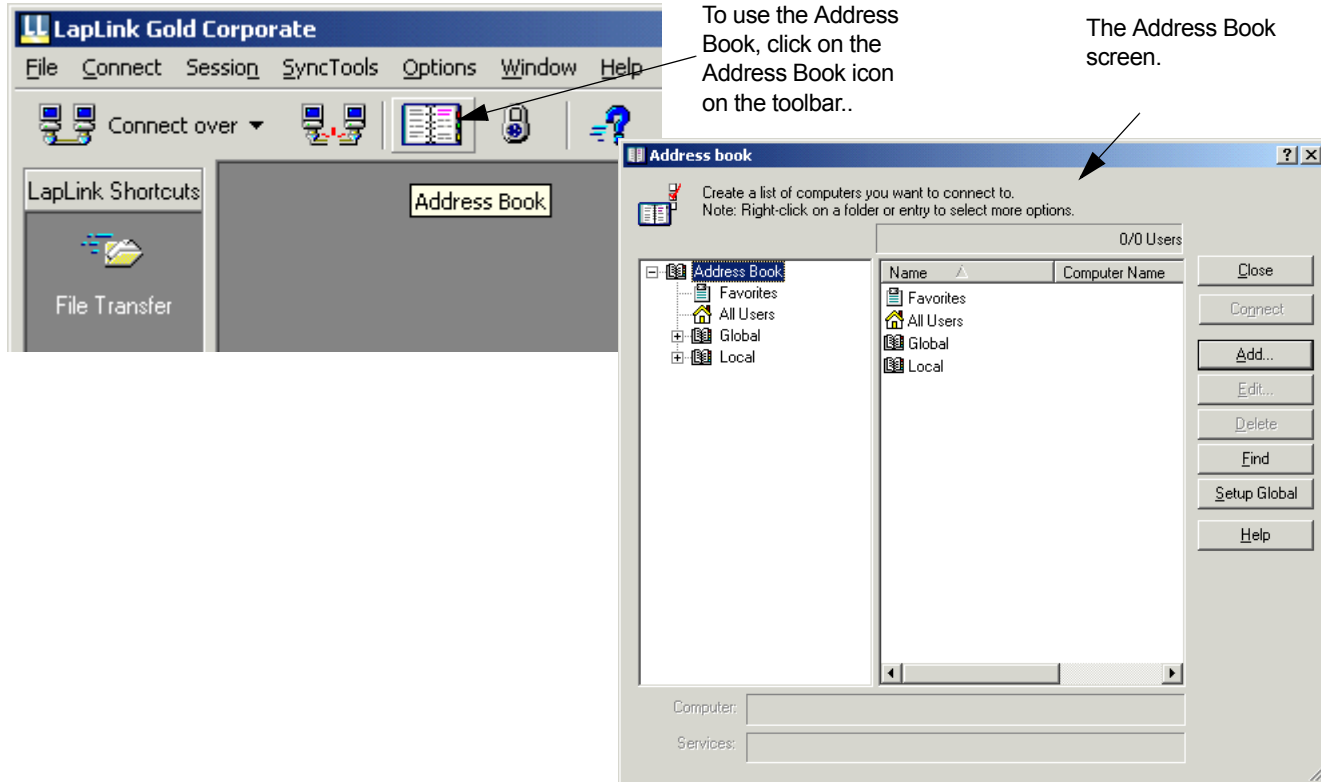 LapLink Gold Corporate
File Connect Session SyncTools Options Window Help
Connect over
LapLink Shortcuts
File Transfer
Address Book
To use the Address
Book, click on the
Address Book icon
on the toolbar..
The Address Book
screen.
Address book
Create a list of computers you want to connect to.
Note: Right-click on a folder or entry to select more options.
0/0 Users
Address Book
Favorites
All Users
Global
Local
Name Computer Name
Favorites
All Users
Global
Local
Close
Connect
Add...
Edit...
Delete
Find
Setup Global
Help
Computer:
Services: